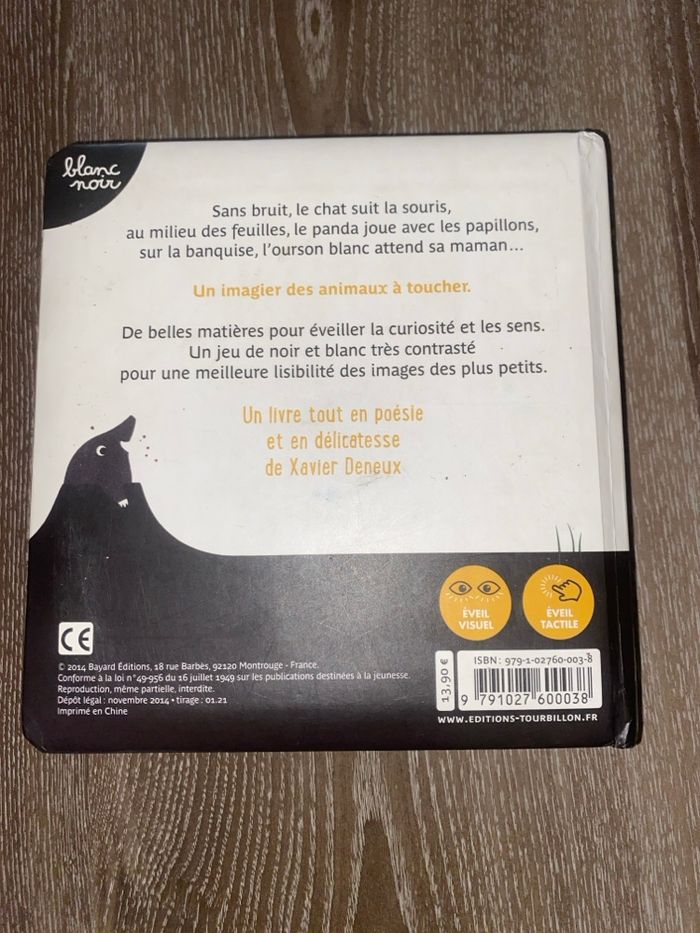 blanc
noir
Sans bruit, le chat suit la souris,
au milieu des feuilles, le panda joue avec les papillons,
sur la banquise, l'ourson blanc attend sa maman...
Un imagier des animaux à toucher.
De belles matières pour éveiller la curiosité et les sens.
Un jeu de noir et blanc très contrasté
pour une meilleure lisibilité des images des plus petits.
Un livre tout en poésie
et en délicatesse
de Xavier Deneux
ÉVEIL
VISUEL
ÉVEIL
TACTILE
CE
© 2014 Bayard Éditions, 18 rue Barbès, 92120 Montrouge - France.
Conforme à la loi n°49-956 du 16 juillet 1949 sur les publications destinées à la jeunesse.
Reproduction, même partielle, interdite.
Dépôt légal : novembre 2014 • tirage : 01.21
Imprimé en Chine
13,90 €
ISBN : 979-1-02760-003-8
9 791027 600038
WWW.EDITIONS-TOURBILLON.FR